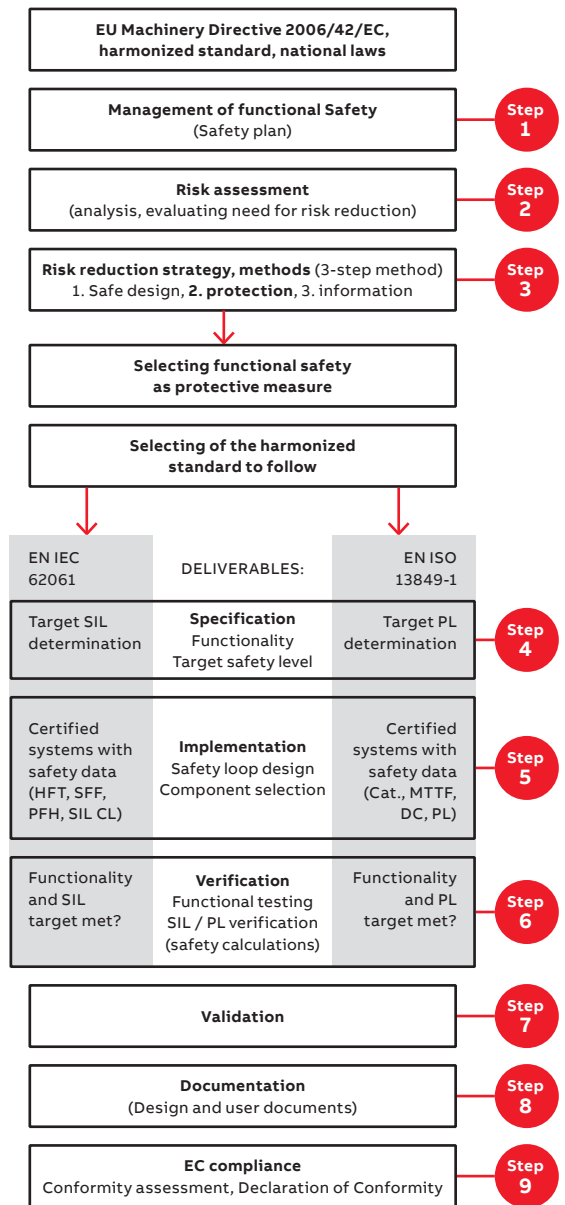 EU Machinery Directive 2006/42/EC,
harmonized standard, national laws
Management of functional Safety
(Safety plan)
Step
1
Risk assessment
(analysis, evaluating need for risk reduction)
Step
2
Risk reduction strategy, methods (3-step method)
1. Safe design, 2. protection, 3. information
Step
3
Selecting functional safety
as protective measure
Selecting of the harmonized
standard to follow
EN IEC
62061
DELIVERABLES:
EN ISO
13849-1
Target SIL
determination
Specification
Functionality
Target safety level
Target PL
determination
Step
4
Certified
systems with
safety data
(HFT, SFF,
PFH, SIL CL)
Implementation
Safety loop design
Component selection
Certified
systems with
safety data
(Cat., MTTF,
DC, PL)
Step
5
Functionality
and SIL
target met?
Verification
Functional testing
SIL / PL verification
(safety calculations)
Functionality
and PL
target met?
Step
6
Validation
Step
7
Documentation
(Design and user documents)
Step
8
EC compliance
Conformity assessment, Declaration of Conformity
Step
9